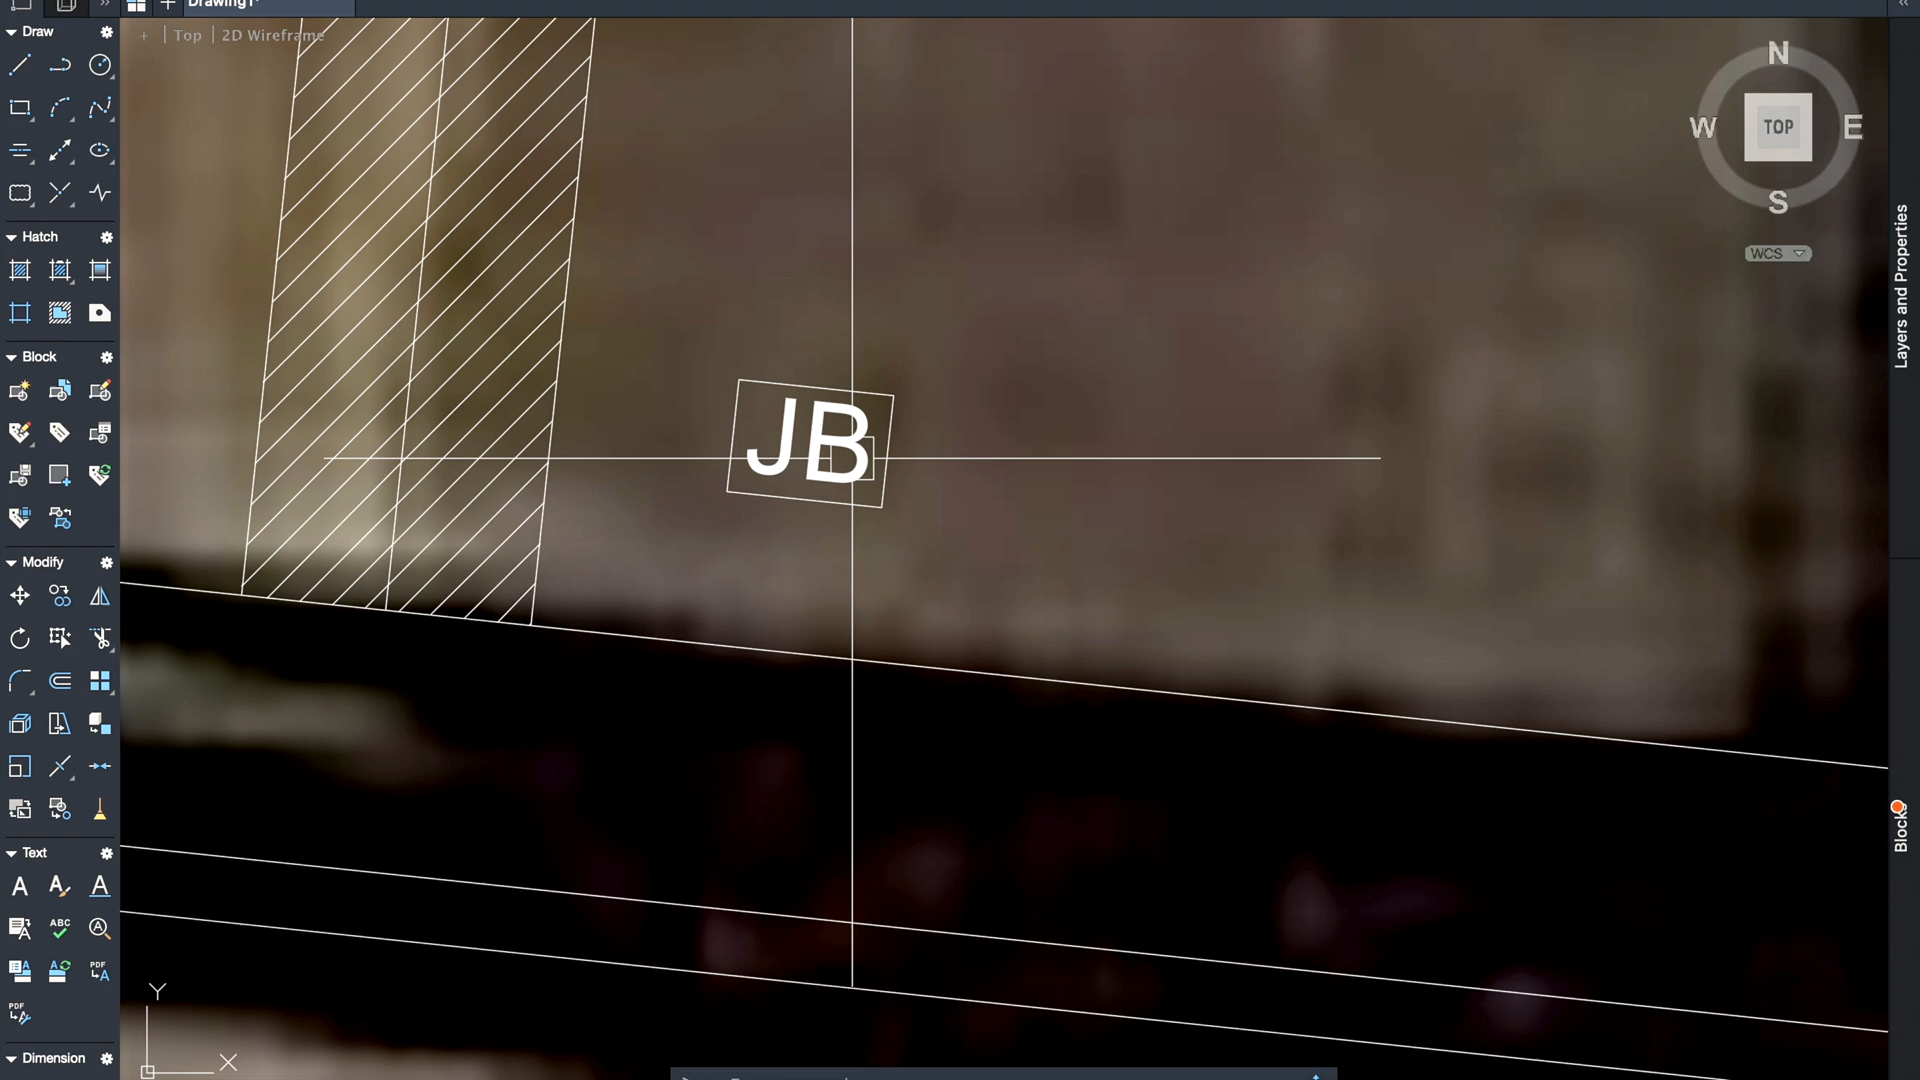 Drawing1*
Draw
Top
2D Wireframe
N
W
TOP
E
S
WCS
Hatch
Layers and Properties
Block
JB
Modify
Blocks
Text
ABC
PDF
PDF
Y
X
Dimension